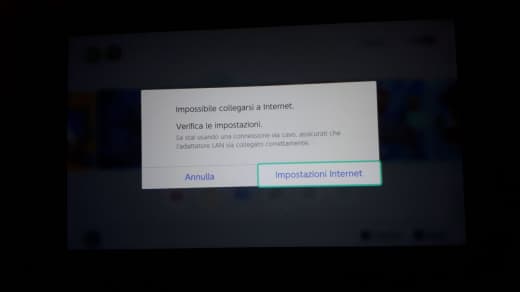 Impossibile collegarsi a Internet.
Verifica le impostazioni.
Se stai usando una connessione via cavo, assicurati che
l'adattatore LAN sia collegato correttamente.
Annulla
Impostazioni Internet